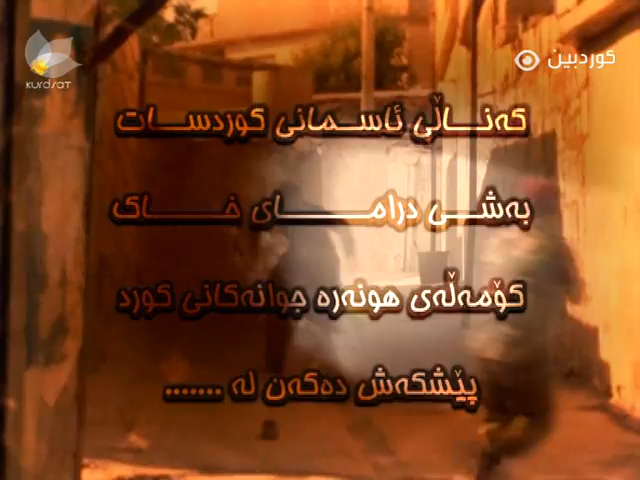 KURDSAT
کوردبین
کەناڵی ئاسمانی کوردسات
بەشی درامای خاک
کۆمەڵەی هونەرە جوانەکانی کورد
پێشکەش دەکەن لە ........